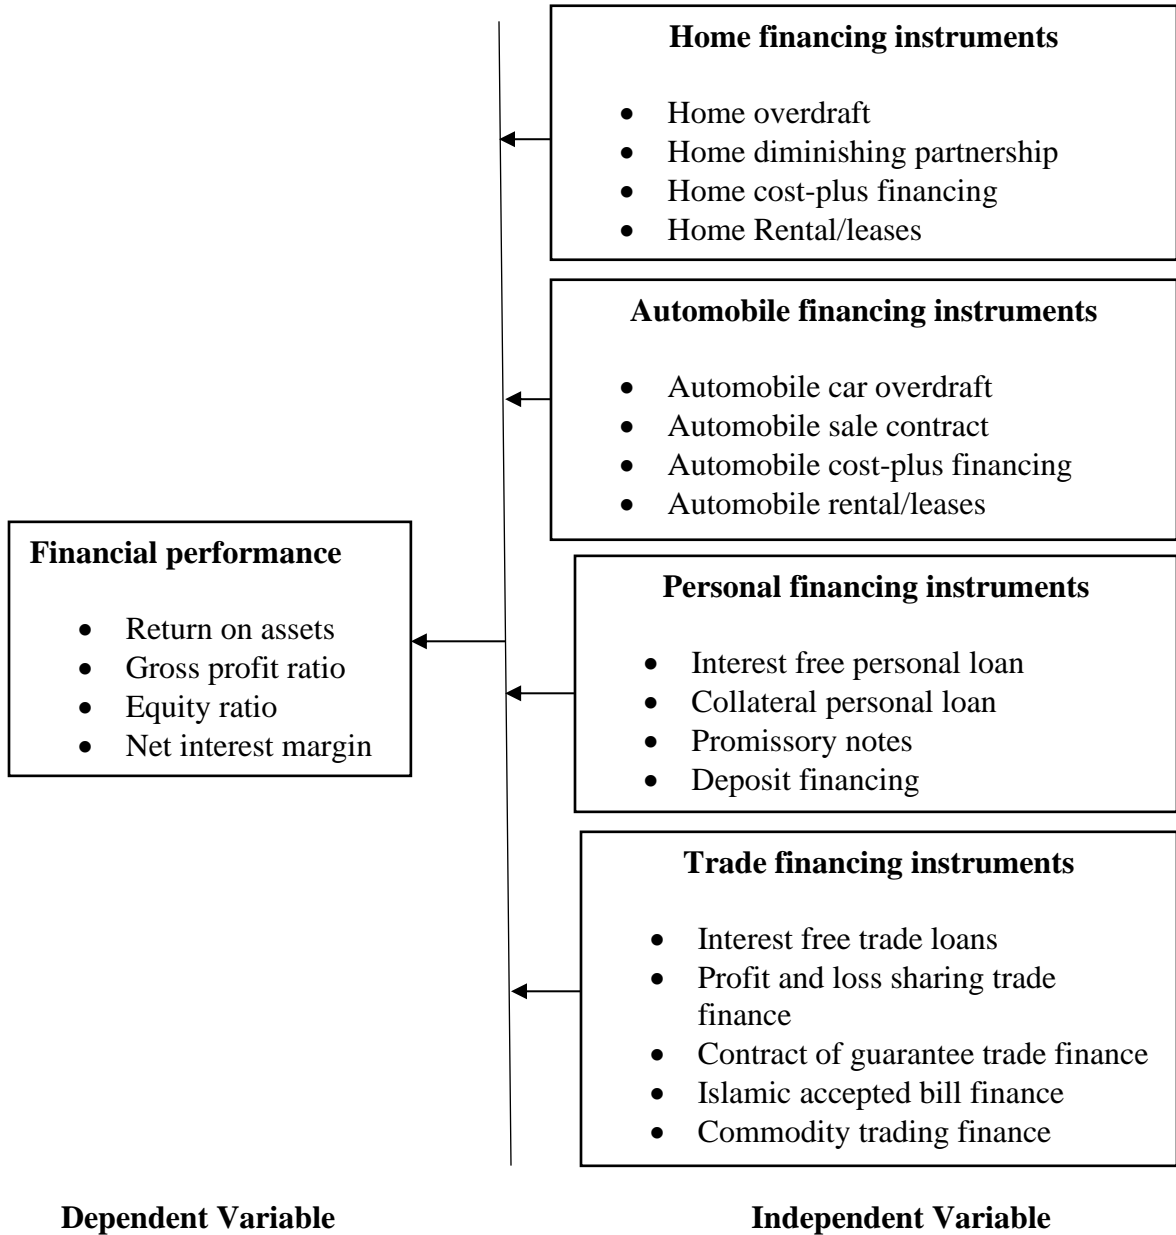 Home financing instruments
• Home overdraft
• Home diminishing partnership
• Home cost-plus financing
• Home Rental/leases
Automobile financing instruments
• Automobile car overdraft
• Automobile sale contract
• Automobile cost-plus financing
• Automobile rental/leases
Financial performance
• Return on assets
• Gross profit ratio
• Equity ratio
• Net interest margin
Personal financing instruments
• Interest free personal loan
• Collateral personal loan
• Promissory notes
• Deposit financing
Trade financing instruments
• Interest free trade loans
• Profit and loss sharing trade
finance
• Contract of guarantee trade finance
• Islamic accepted bill finance
• Commodity trading finance
Dependent Variable
Independent Variable